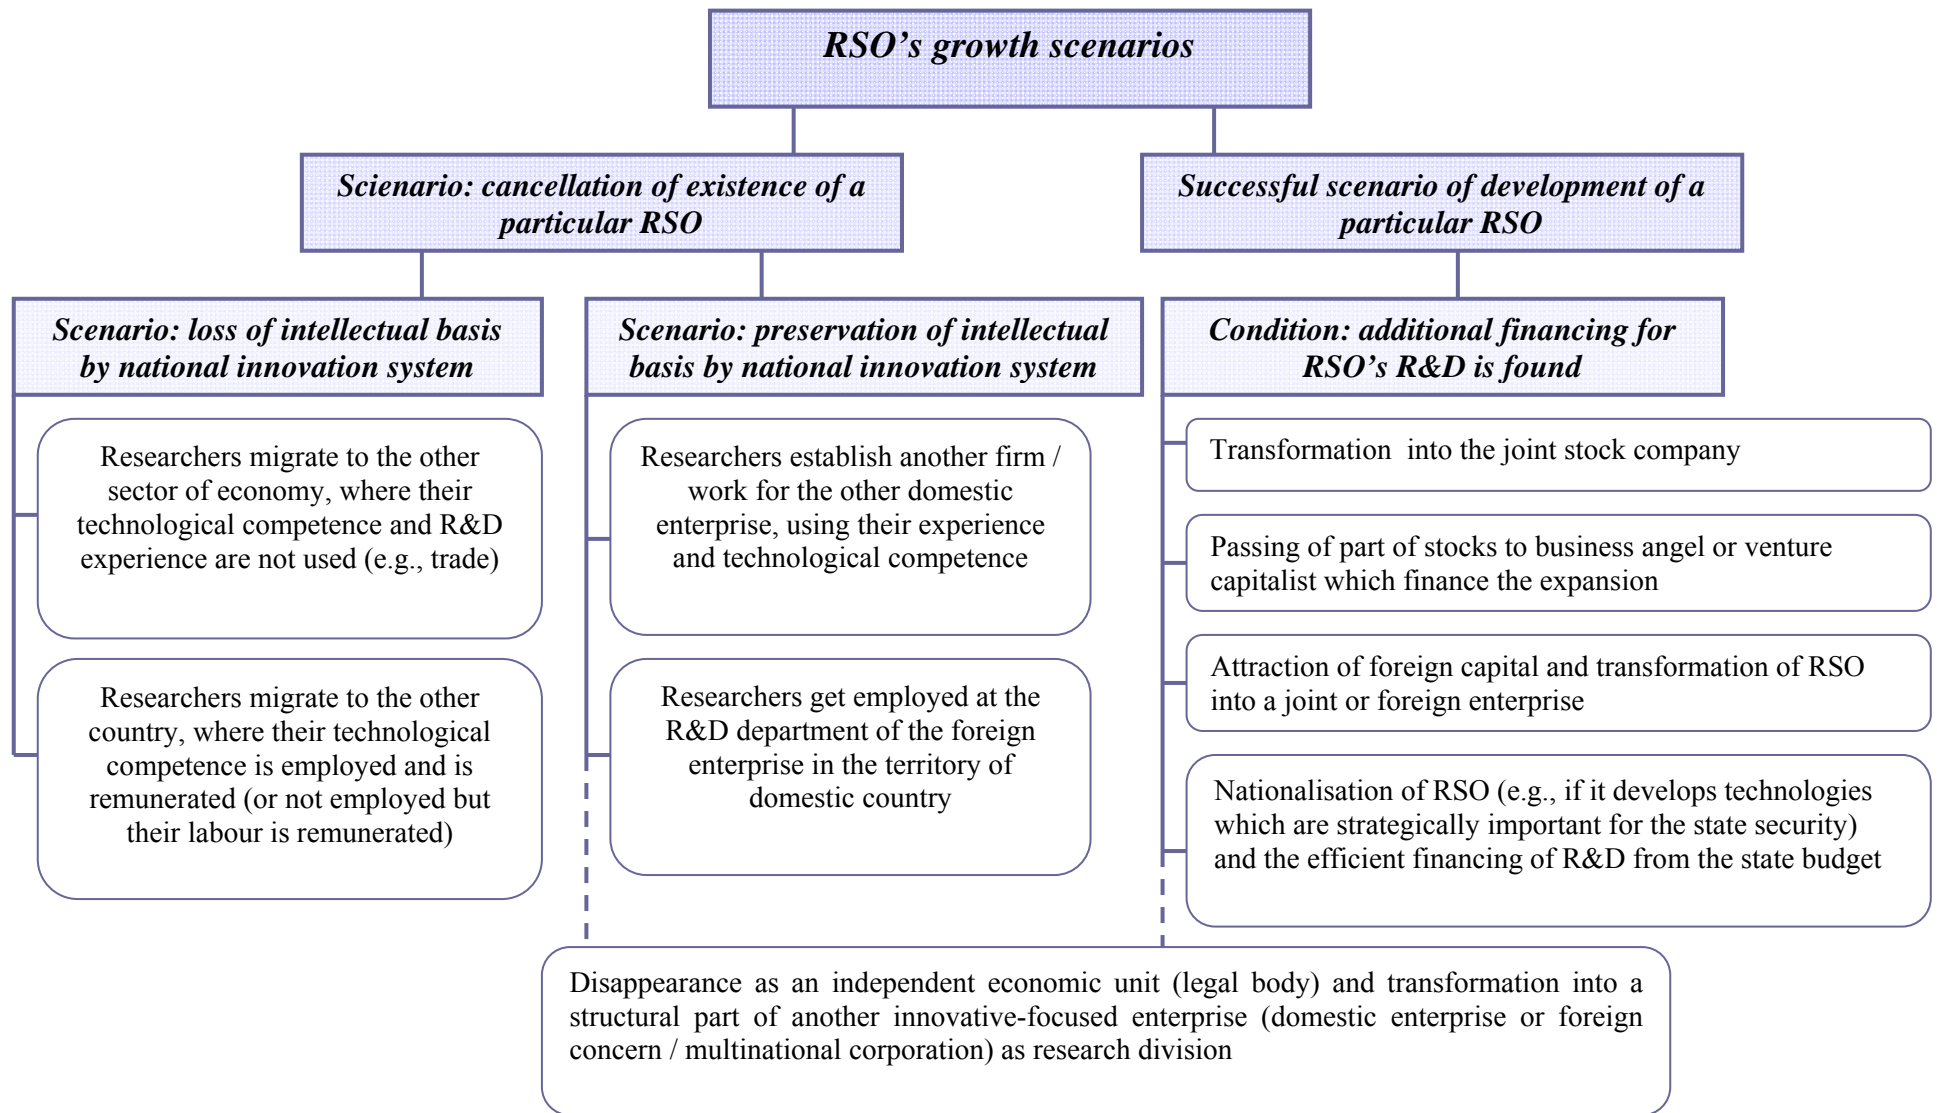 RSO’s growth scenarios
Scienario: cancellation of existence of a
particular RSO
Successful scenario of development of a
particular RSO
Scenario: loss of intellectual basis
by national innovation system
Scenario: preservation of intellectual
basis by national innovation system
Condition: additional financing for
RSO’s R&D is found
Researchers migrate to the other
sector of economy, where their
technological competence and R&D
experience are not used (e.g., trade)
Researchers migrate to the other
country, where their technological
competence is employed and is
remunerated (or not employed but
their labour is remunerated)
Researchers establish another firm /
work for the other domestic
enterprise, using their experience
and technological competence
Researchers get employed at the
R&D department of the foreign
enterprise in the territory of
domestic country
Transformation into the joint stock company
Passing of part of stocks to business angel or venture
capitalist which finance the expansion
Attraction of foreign capital and transformation of RSO
into a joint or foreign enterprise
Nationalisation of RSO (e.g., if it develops technologies
which are strategically important for the state security)
and the efficient financing of R&D from the state budget
Disappearance as an independent economic unit (legal body) and transformation into a
structural part of another innovative-focused enterprise (domestic enterprise or foreign
concern / multinational corporation) as research division